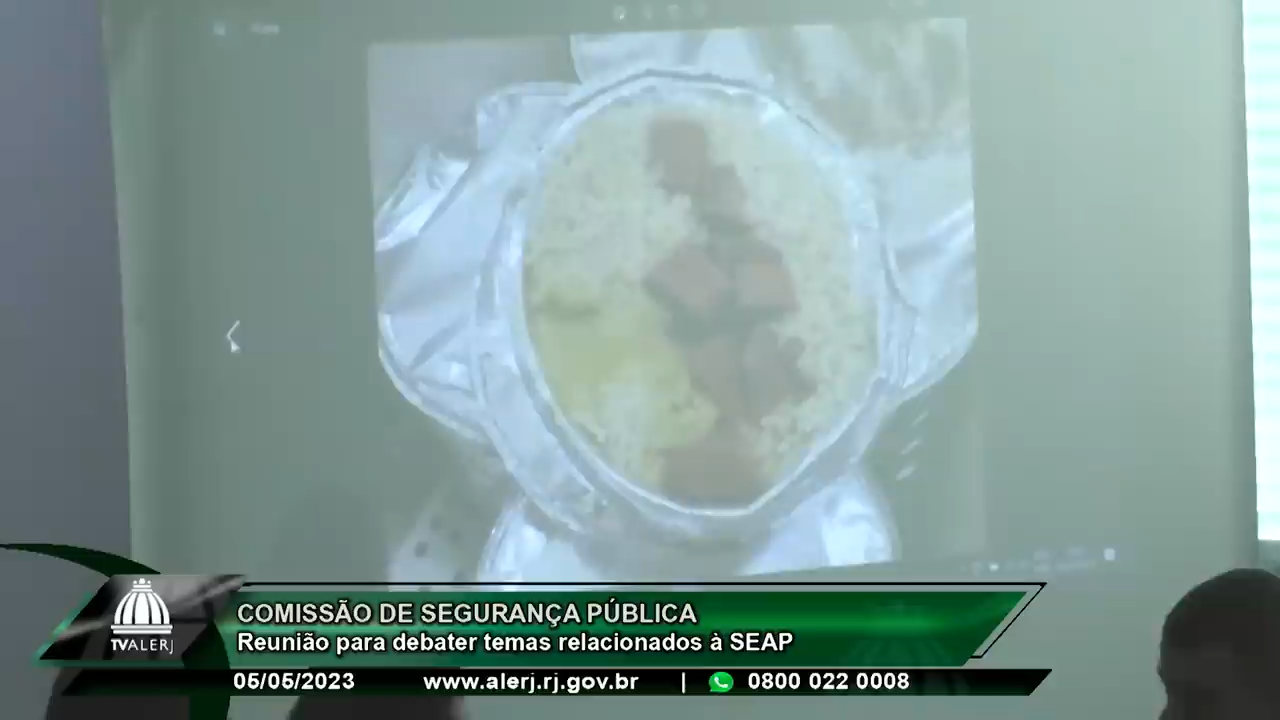 COMISSÃO DE SEGURANÇA PÚBLICA
Reunião para debater temas relacionados à SEAP
TVALERJ
05/05/2023 www.alerj.rj.gov.br | 0800 022 0008